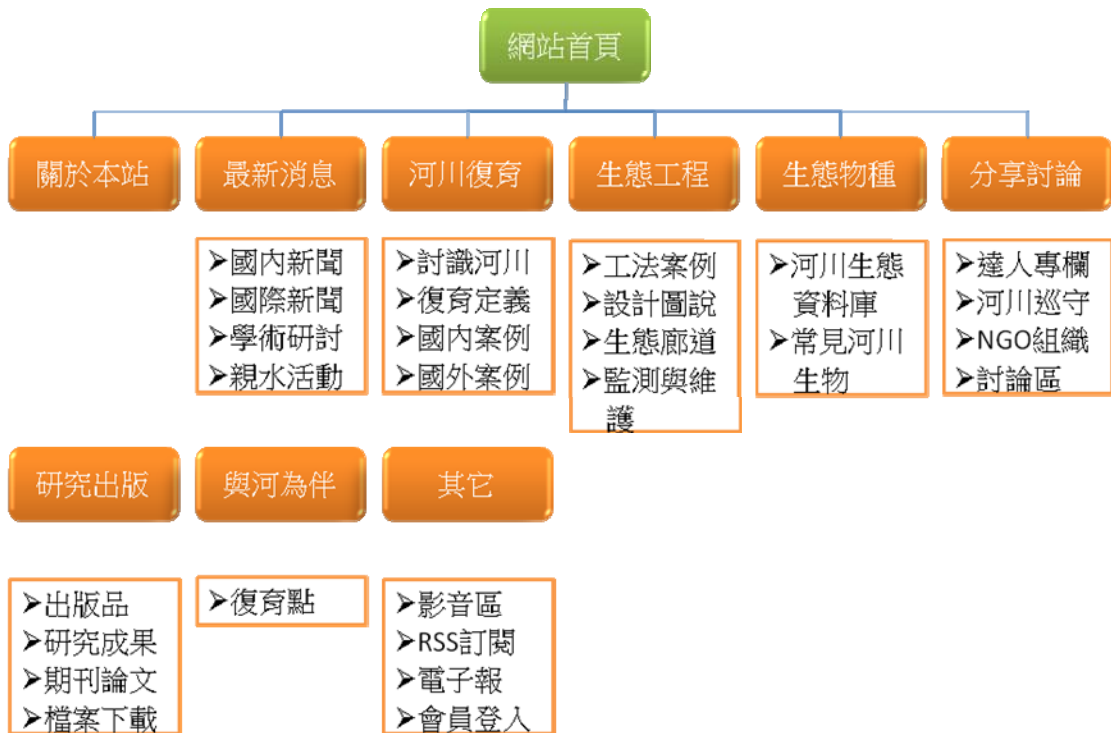 網站首頁
關於本站
最新消息
河川復育
生態工程
生態物種
分享討論
➢國內新聞
➢國際新聞
➢學術研討
➢親水活動
➢討識河川
➢復育定義
➢國內案例
➢國外案例
➢工法案例
➢設計圖說
➢生態廊道
➢監測與維
護
➢河川生態
資料庫
➢常見河川
生物
➢達人專欄
➢河川巡守
➢NGO組織
➢討論區
研究出版
與河為伴
其它
➢出版品
➢研究成果
➢期刊論文
➢檔案下載
➢復育點
➢影音區
➢RSS訂閱
➢電子報
➢會員登入